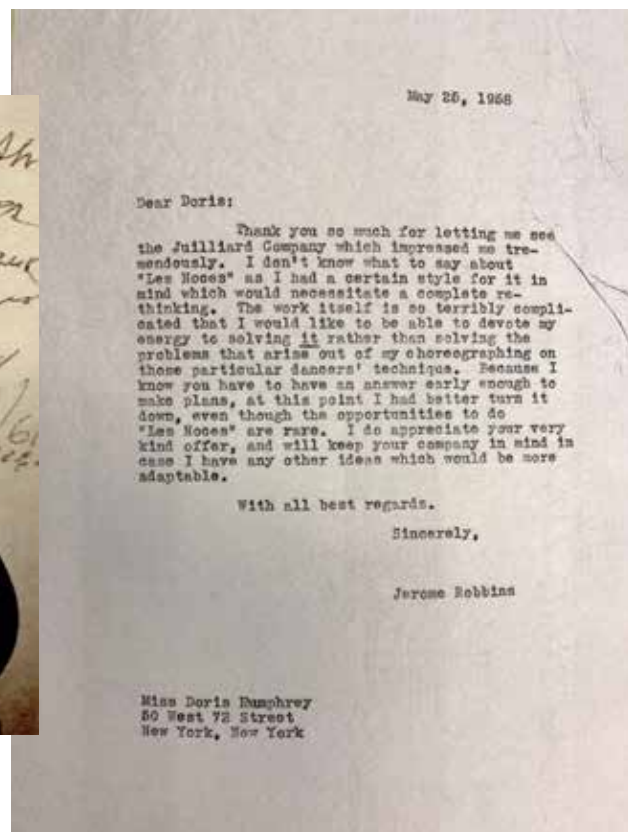 May 25, 1958
Dear Doris:
Thank you so much for letting me see
the Juilliard Company which impressed me tre-
mendously. I don't know what to say about
"Les Noces" as I had a certain style for it in
mind which would necessitate a complete re-
thinking. The work itself is so terribly compli-
cated that I would like to be able to devote my
energy to solving it rather than solving the
problems that arise out of my choreographing on
those particular dancers' technique. Because I
know you have to have an answer early enough to
make plans, at this point I had better turn it
down, even though the opportunities to do
"Les Noces" are rare. I do appreciate your very
kind offer, and will keep your company in mind in
case I have any other ideas which would be more
adaptable.
With all best regards.
Sincerely,
Jerome Robbins
Miss Doris Humphrey
50 West 72 Street
New York, New York